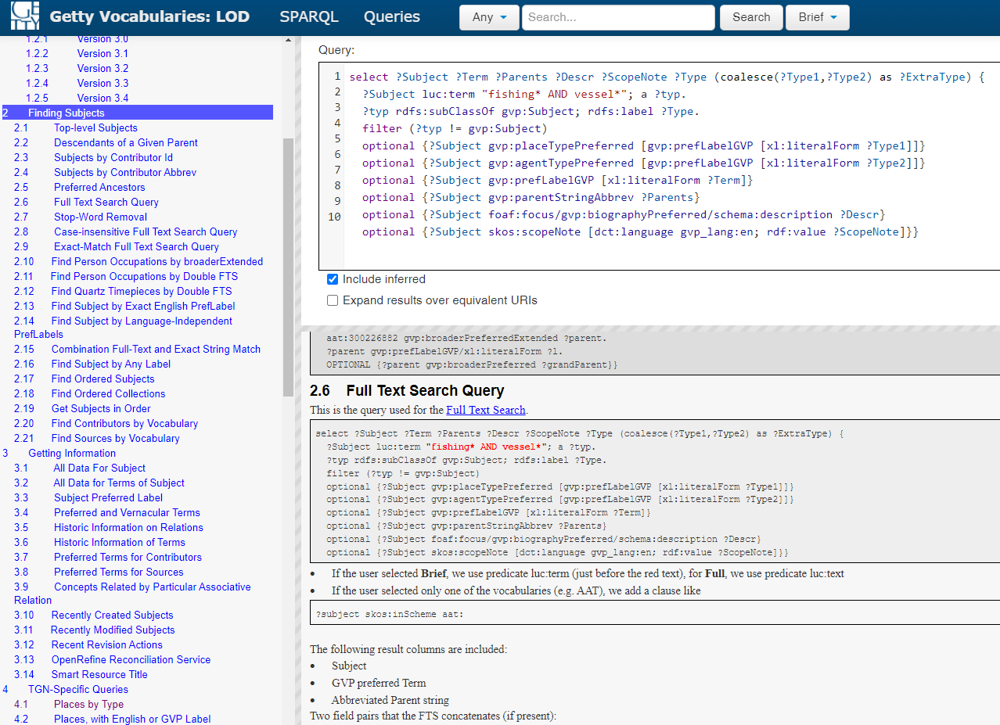 Getty Vocabularies: LOD SPARQL Queries Any Search... Search Brief
1.2.1 Version 3.0
1.2.2 Version 3.1
1.2.3 Version 3.2
1.2.4 Version 3.3
1.2.5 Version 3.4
2 Finding Subjects
2.1 Top-level Subjects
2.2 Descendants of a Given Parent
2.3 Subjects by Contributor Id
2.4 Subjects by Contributor Abbrev
2.5 Preferred Ancestors
2.6 Full Text Search Query
2.7 Stop-Word Removal
2.8 Case-insensitive Full Text Search Query
2.9 Exact-Match Full Text Search Query
2.10 Find Person Occupations by broaderExtended
2.11 Find Person Occupations by Double FTS
2.12 Find Quartz Timepieces by Double FTS
2.13 Find Subject by Exact English PrefLabel
2.14 Find Subject by Language-Independent
PrefLabels
2.15 Combination Full-Text and Exact String Match
2.16 Find Subject by Any Label
2.17 Find Ordered Subjects
2.18 Find Ordered Collections
2.19 Get Subjects in Order
2.20 Find Contributors by Vocabulary
2.21 Find Sources by Vocabulary
3 Getting Information
3.1 All Data For Subject
3.2 All Data for Terms of Subject
3.3 Subject Preferred Label
3.4 Preferred and Vernacular Terms
3.5 Historic Information on Relations
3.6 Historic Information of Terms
3.7 Preferred Terms for Contributors
3.8 Preferred Terms for Sources
3.9 Concepts Related by Particular Associative
Relation
3.10 Recently Created Subjects
3.11 Recently Modified Subjects
3.12 Recent Revision Actions
3.13 OpenRefine Reconciliation Service
3.14 Smart Resource Title
4 TGN-Specific Queries
4.1 Places by Type
4.2 Places, with English or GVP Label
Query:
1 select ?Subject ?Term ?Parents ?Descr ?ScopeNote ?Type (coalesce(?Type1,?Type2) as ?ExtraType) {
2 ?Subject luc:term "fishing* AND vessel*"; a ?typ.
3 ?typ rdfs:subClassOf gvp:Subject; rdfs:label ?Type.
4 filter (?typ != gvp:Subject)
5 optional {?Subject gvp:placeTypePreferred [gvp:prefLabelGVP [xl:literalForm ?Type1]]}
6 optional {?Subject gvp:agentTypePreferred [gvp:prefLabelGVP [xl:literalForm ?Type2]]}
7 optional {?Subject gvp:prefLabelGVP [xl:literalForm ?Term]}
8 optional {?Subject gvp:parentStringAbbrev ?Parents}
9 optional {?Subject foaf:focus/gvp:biographyPreferred/schema:description ?Descr}
10 optional {?Subject skos:scopeNote [dct:language gvp_lang:en; rdf:value ?ScopeNote]}}
Include inferred
Expand results over equivalent URIs
aat:300226882 gvp:broaderPreferredExtended ?parent.
?parent gvp:prefLabelGVP/xl:literalForm ?l.
OPTIONAL {?parent gvp:broaderPreferred ?grandParent}}
2.6 Full Text Search Query
This is the query used for the Full Text Search.
select ?Subject ?Term ?Parents ?Descr ?ScopeNote ?Type (coalesce(?Type1,?Type2) as ?ExtraType) {
?Subject luc:term "fishing* AND vessel*"; a ?typ.
?typ rdfs:subClassOf gvp:Subject; rdfs:label ?Type.
filter (?typ != gvp:Subject)
optional {?Subject gvp:placeTypePreferred [gvp:prefLabelGVP [xl:literalForm ?Type1]]}
optional {?Subject gvp:agentTypePreferred [gvp:prefLabelGVP [xl:literalForm ?Type2]]}
optional {?Subject gvp:prefLabelGVP [xl:literalForm ?Term]}
optional {?Subject gvp:parentStringAbbrev ?Parents}
optional {?Subject foaf:focus/gvp:biographyPreferred/schema:description ?Descr}
optional {?Subject skos:scopeNote [dct:language gvp_lang:en; rdf:value ?ScopeNote]}}
• If the user selected Brief, we use predicate luc:term (just before the red text), for Full, we use predicate luc:text
• If the user selected only one of the vocabularies (e.g. AAT), we add a clause like
?subject skos:inScheme aat:
The following result columns are included:
• Subject
• GVP preferred Term
• Abbreviated Parent string
Two field pairs that the FTS concatenates (if present):